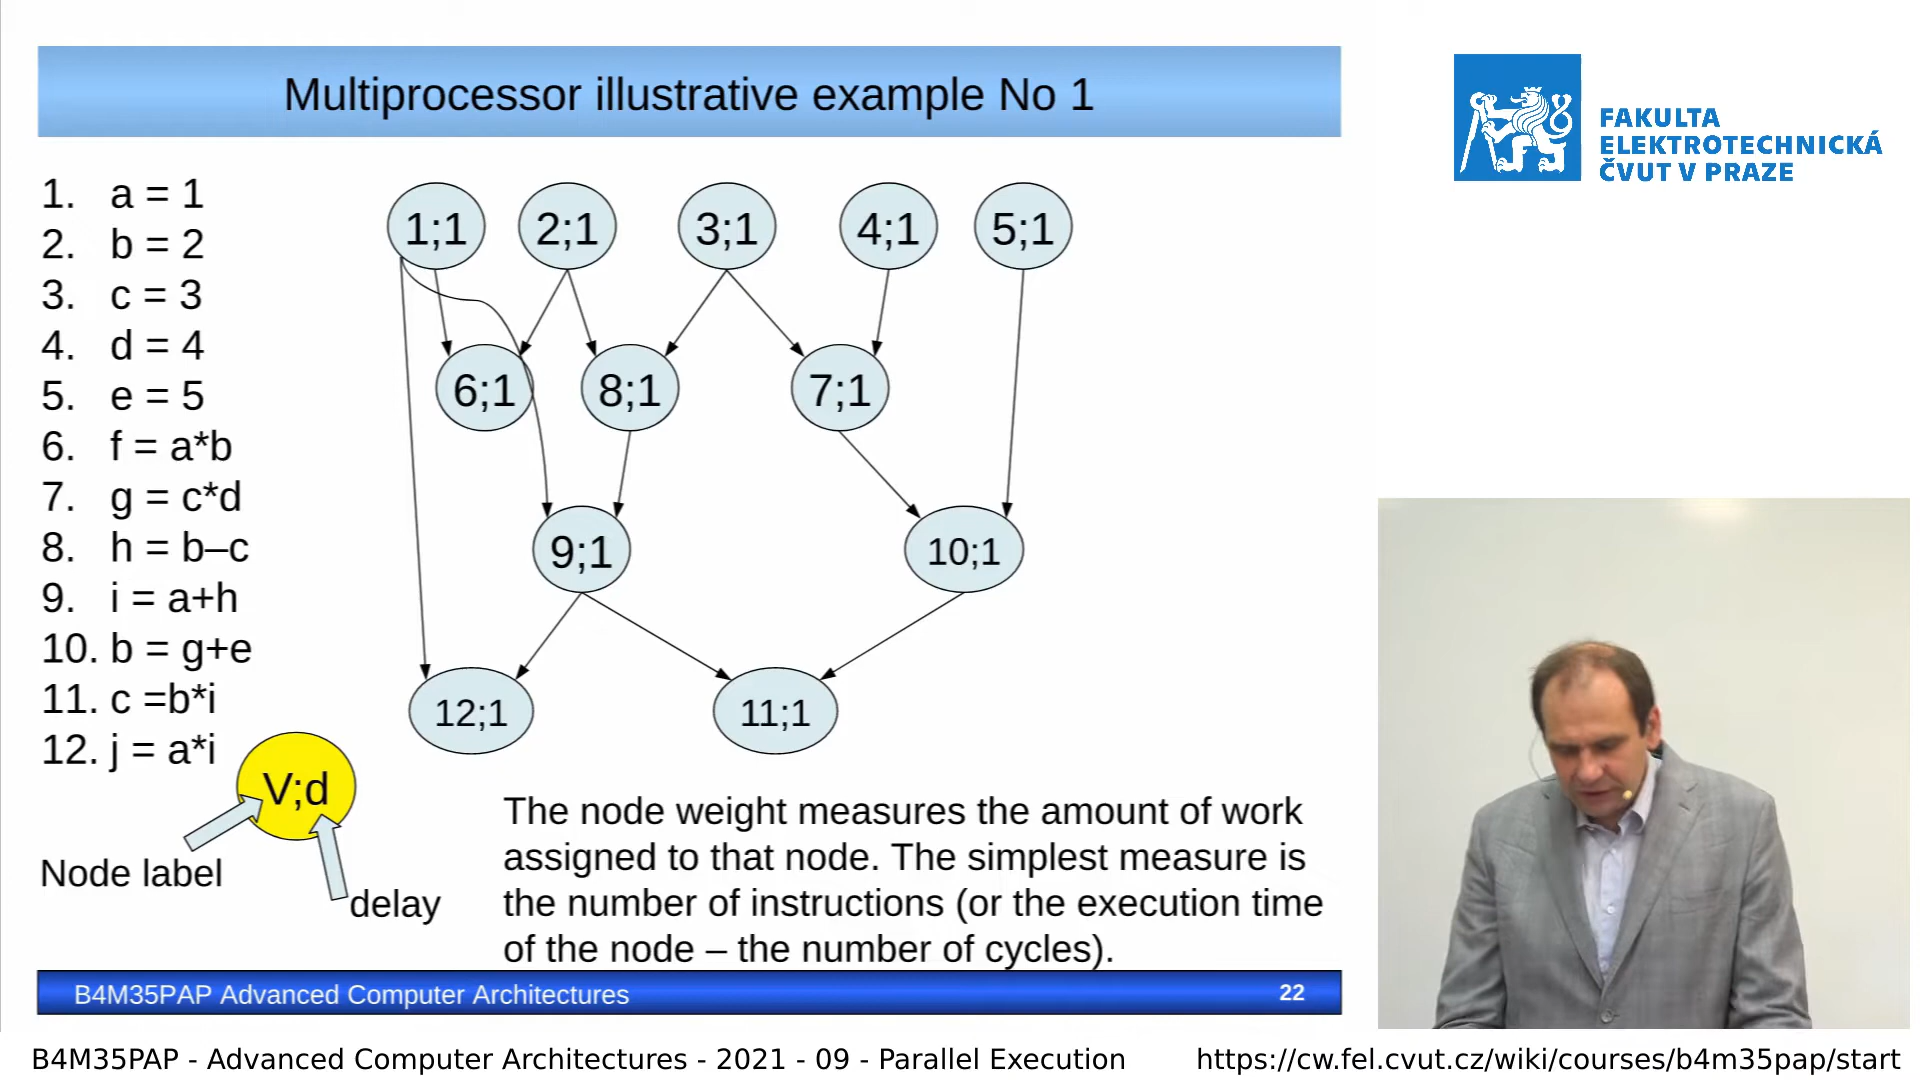 Multiprocessor illustrative example No 1
FAKULTA
ELEKTROTECHNICKÁ
ČVUT V PRAZE
1. a = 1
2. b = 2
3. c = 3
4. d = 4
5. e = 5
6. f = a*b
7. g = c*d
8. h = b–c
9. i = a+h
10. b = g+e
11. c =b*i
12. j = a*i
1;1
2;1
3;1
4;1
5;1
6;1
8;1
7;1
9;1
10;1
12;1
11;1
V;d
Node label
delay
The node weight measures the amount of work
assigned to that node. The simplest measure is
the number of instructions (or the execution time
of the node – the number of cycles).
B4M35PAP Advanced Computer Architectures
22
B4M35PAP - Advanced Computer Architectures - 2021 - 09 - Parallel Execution
https://cw.fel.cvut.cz/wiki/courses/b4m35pap/start